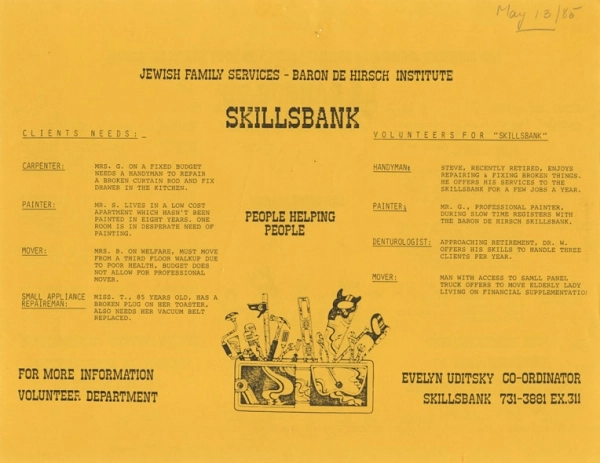 May 13/85
JEWISH FAMILY SERVICES - BARON DE HIRSCH INSTITUTE
SKILLSBANK
CLIENTS NEEDS:
CARPENTER: MRS. G. ON A FIXED BUDGET
NEEDS A HANDYMAN TO REPAIR
A BROKEN CURTAIN ROD AND FIX
DRAWER IN THE KITCHEN.
PAINTER: MR. S. LIVES IN A LOW COST
APARTMENT WHICH HASN'T BEEN
PAINTED IN EIGHT YEARS. ONE
ROOM IS IN DESPERATE NEED OF
PAINTING.
MOVER: MRS. B. ON WELFARE, MUST MOVE
FROM A THIRD FLOOR WALKUP DUE
TO POOR HEALTH, BUDGET DOES
NOT ALLOW FOR PROFESSIONAL
MOVER.
SMALL APPLIANCE MISS. T., 85 YEARS OLD, HAS A
REPAIREMAN: BROKEN PLUG ON HER TOASTER,
ALSO NEEDS HER VACUUM BELT
REPLACED.
PEOPLE HELPING
PEOPLE
VOLUNTEERS FOR "SKILLSBANK"
HANDYMAN: STEVE, RECENTLY RETIRED, ENJOYS
REPAIRING & FIXING BROKEN THINGS.
HE OFFERS HIS SERVICES TO THE
SKILLSBANK FOR A FEW JOBS A YEAR.
PAINTER: MR. G., PROFESSIONAL PAINTER,
DURING SLOW TIME REGISTERS WITH
THE BARON DE HIRSCH SKILLSBANK.
DENTUROLOGIST: APPROACHING RETIREMENT, DR. W.
OFFERS HIS SKILLS TO HANDLE THREE
CLIENTS PER YEAR.
MOVER: MAN WITH ACCESS TO SAMLL PANEL
TRUCK OFFERS TO MOVE ELDERLY LADY
LIVING ON FINANCIAL SUPPLEMENTATION
FOR MORE INFORMATION
VOLUNTEER DEPARTMENT
EVELYN UDITSKY CO-ORDINATOR
SKILLSBANK 731-3881 EX.311